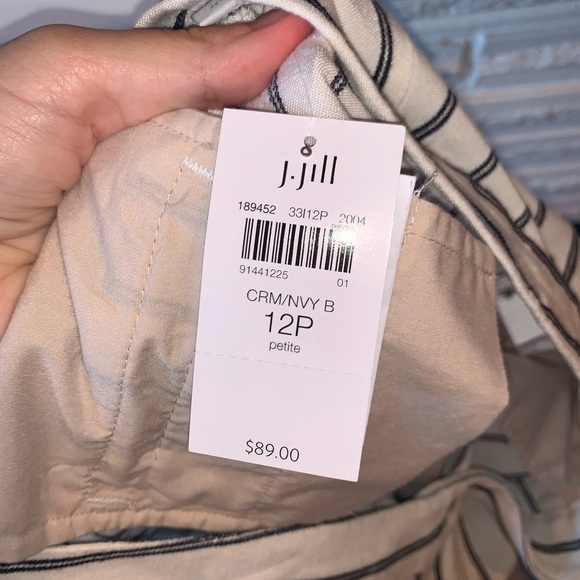 J.Jill
189452 33I12P 2004
91441225 01
CRM/NVY B
12P
petite
$89.00